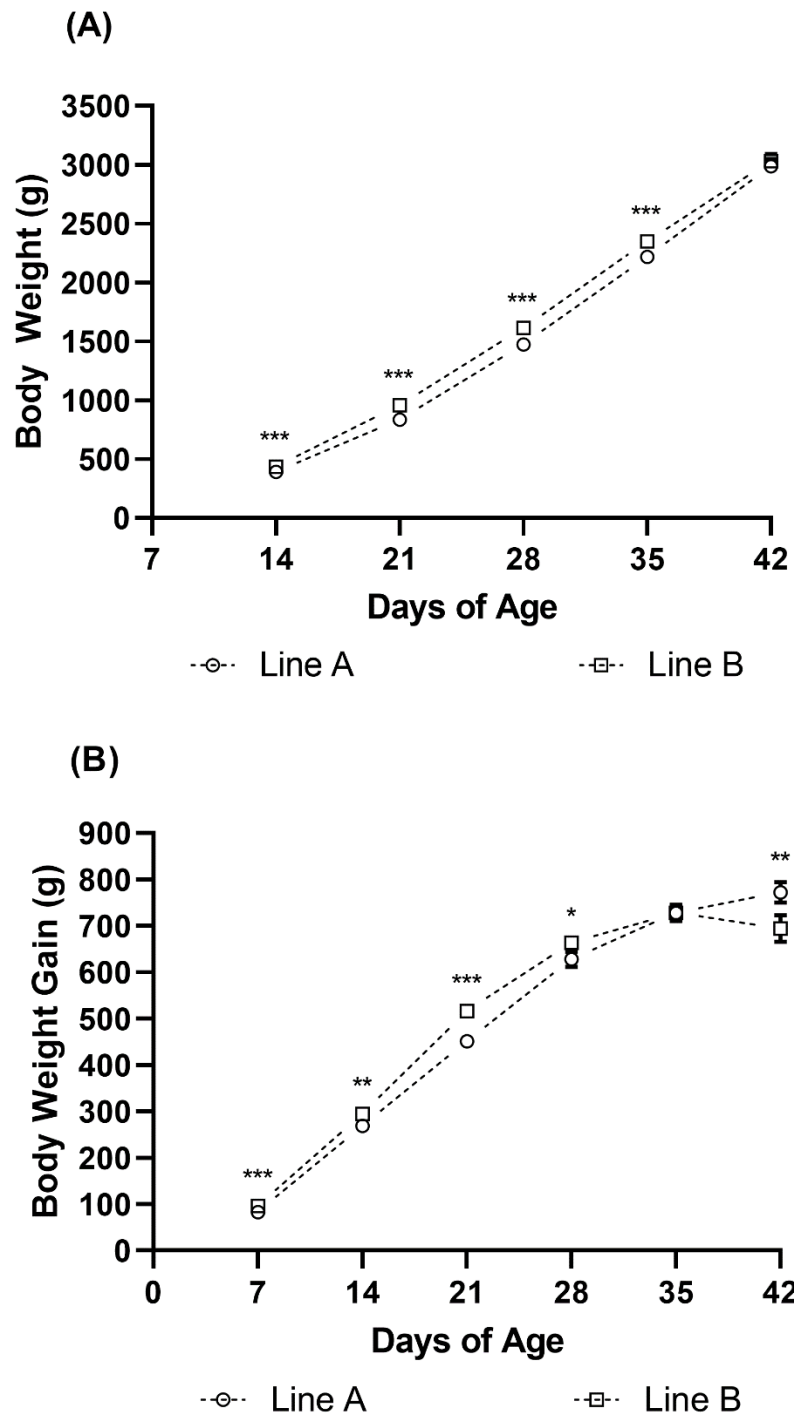 (A)
Body Weight (g)
3500
3000
2500
2000
1500
1000
500
0
***
***
***
***
7 14 21 28 35 42
Days of Age
Line A Line B
(B)
Body Weight Gain (g)
900
800
700
600
500
400
300
200
100
0
***
**
***
*
**
0 7 14 21 28 35 42
Days of Age
Line A Line B